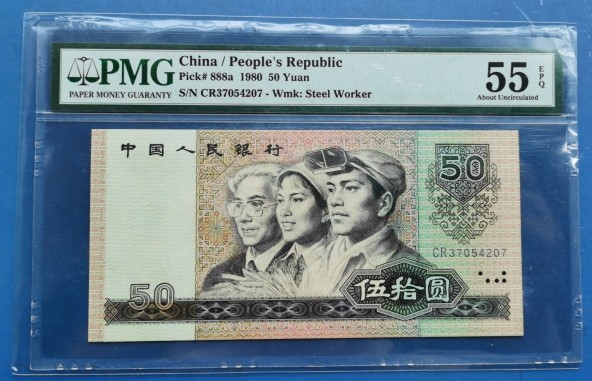 PMG
PAPER MONEY GUARANTY
China / People's Republic
Pick# 888a 1980 50 Yuan
S/N CR37054207 - Wmk: Steel Worker
55 EPQ
About Uncirculated
中国人民银行
50
CR37054207
50
伍拾圆